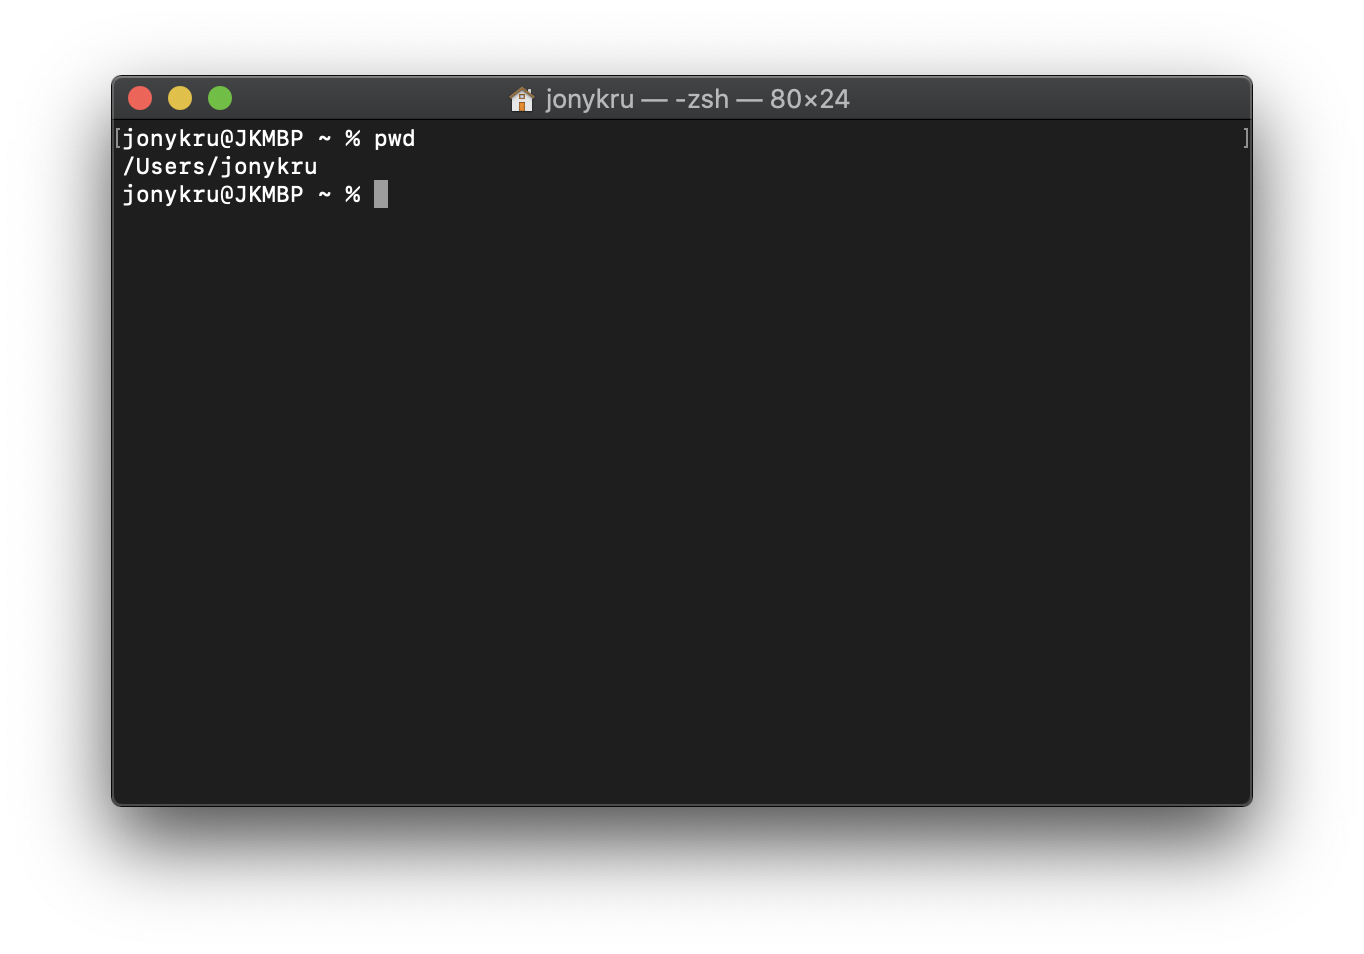 jonykru — -zsh — 80×24
[jonykru@JKMBP ~ % pwd ]
/Users/jonykru
jonykru@JKMBP ~ %